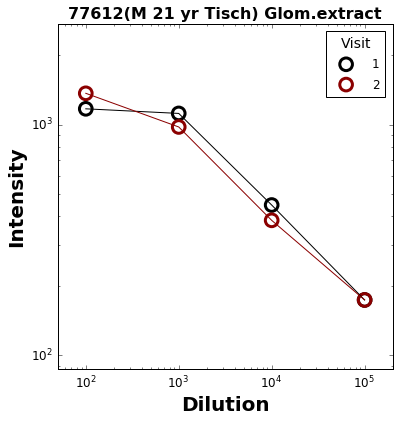 77612(M 21 yr Tisch) Glom.extract
Visit
1
2
Intensity
10³
10²
10² 10³ 10⁴ 10⁵
Dilution